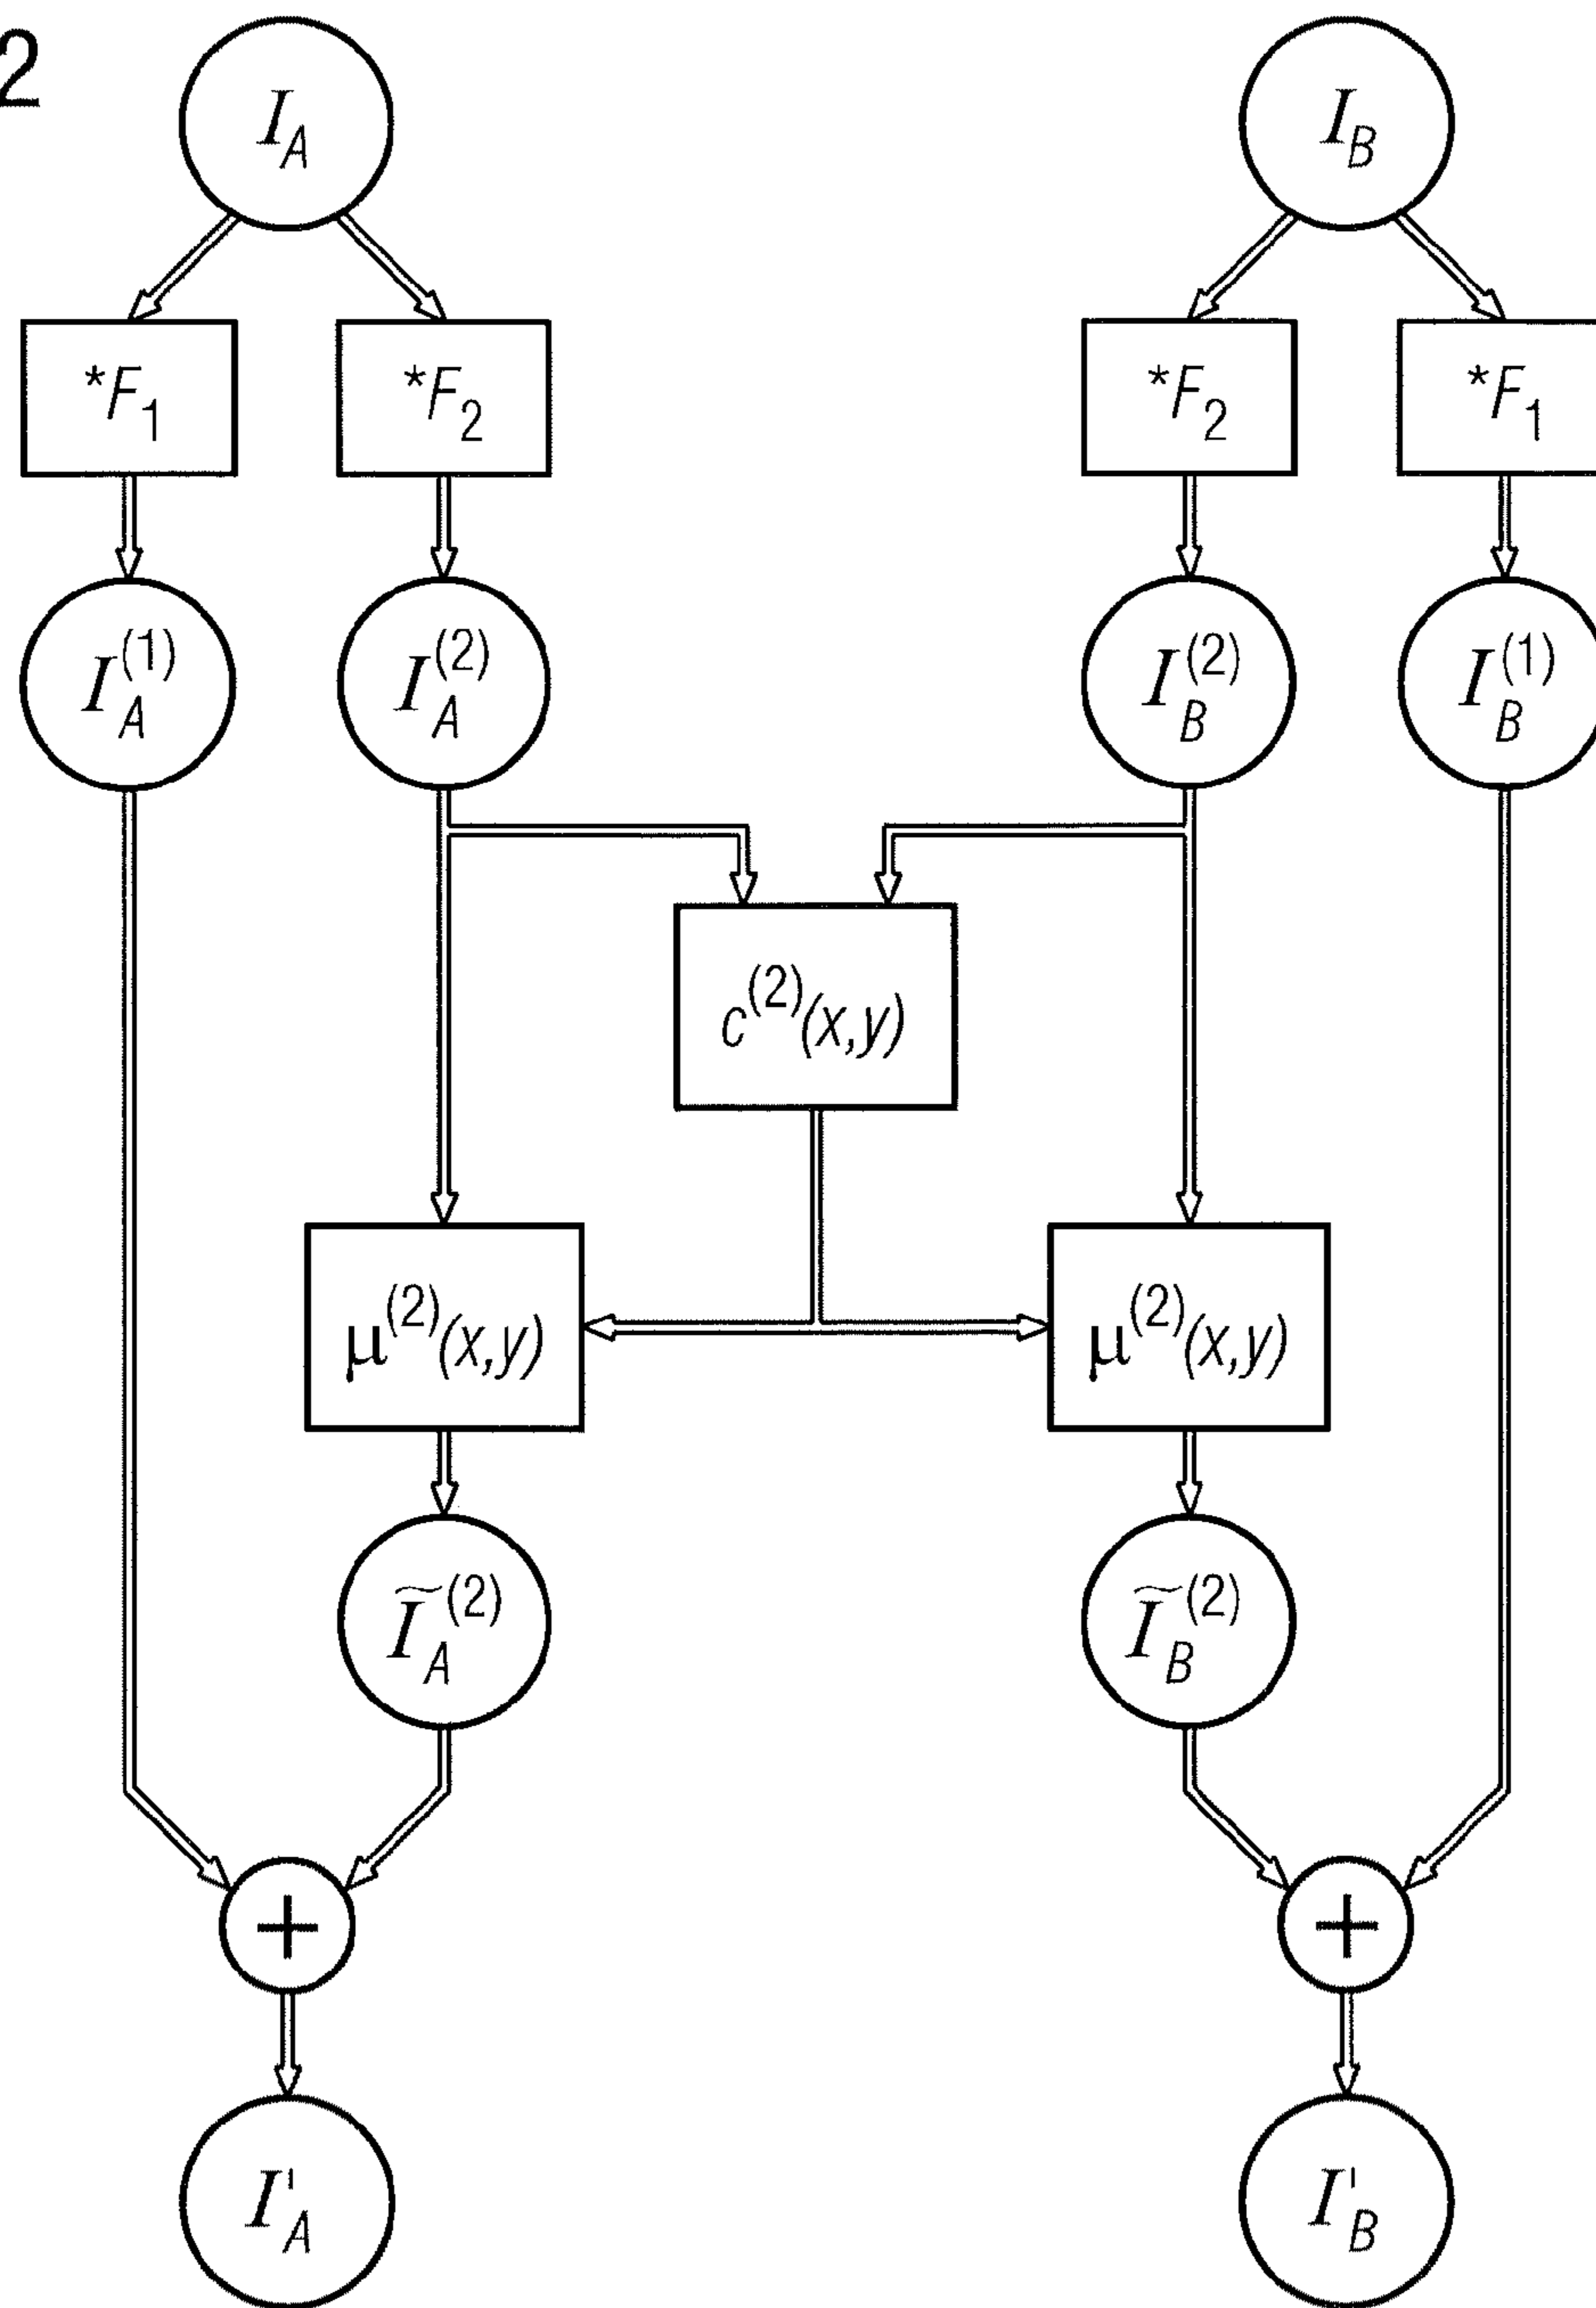 2
I_A
I_B
*F_1
*F_2
*F_2
*F_1
I_A^(1)
I_A^(2)
I_B^(2)
I_B^(1)
c^(2)(x,y)
μ^(2)(x,y)
μ^(2)(x,y)
Ĩ_A^(2)
Ĩ_B^(2)
+
+
I'_A
I'_B